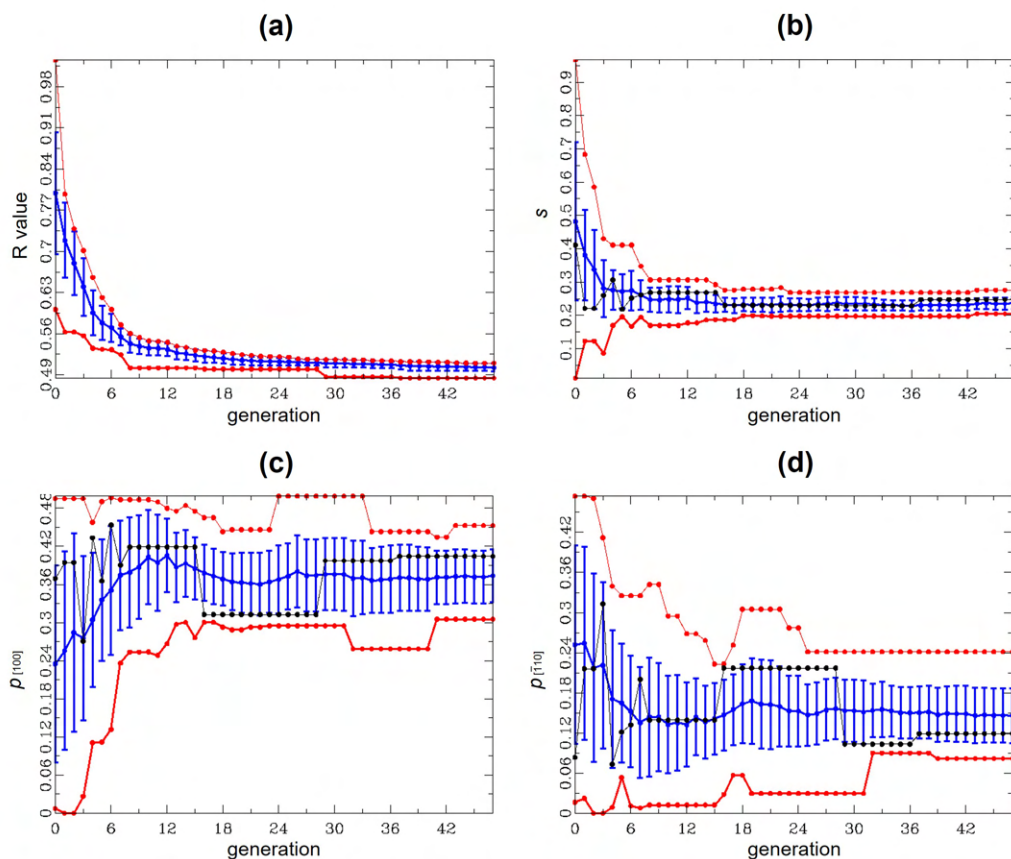 (a)
R value
0.98
0.91
0.84
0.77
0.7
0.63
0.56
0.49
0 6 12 18 24 30 36 42
generation
(b)
s
0.9
0.8
0.7
0.6
0.5
0.4
0.3
0.2
0.1
0 6 12 18 24 30 36 42
generation
(c)
p[100]
0.48
0.42
0.36
0.3
0.24
0.18
0.12
0.06
0
0 6 12 18 24 30 36 42
generation
(d)
p[1̄10]
0.42
0.36
0.3
0.24
0.18
0.12
0.06
0
0 6 12 18 24 30 36 42
generation